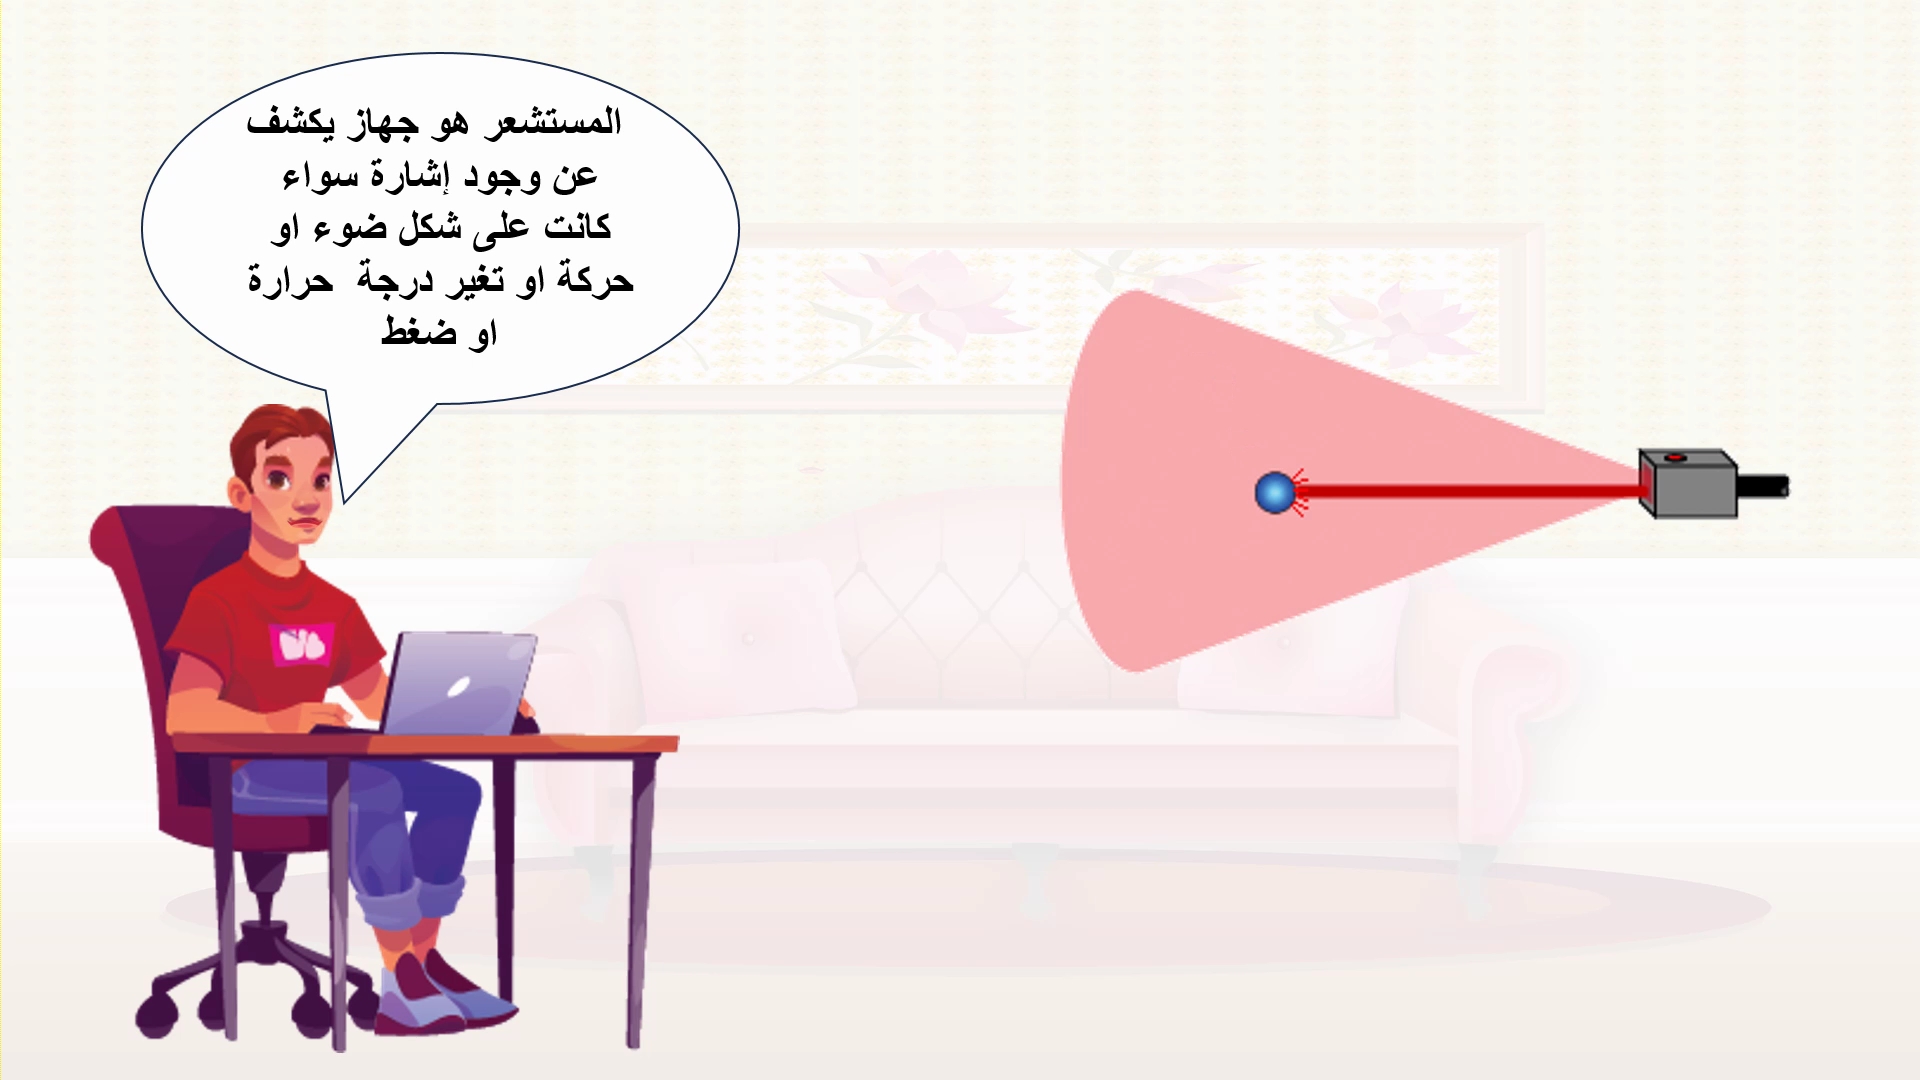 المستشعر هو جهاز يكشف
عن وجود إشارة سواء
كانت على شكل ضوء او
حركة او تغير درجة  حرارة
او ضغط